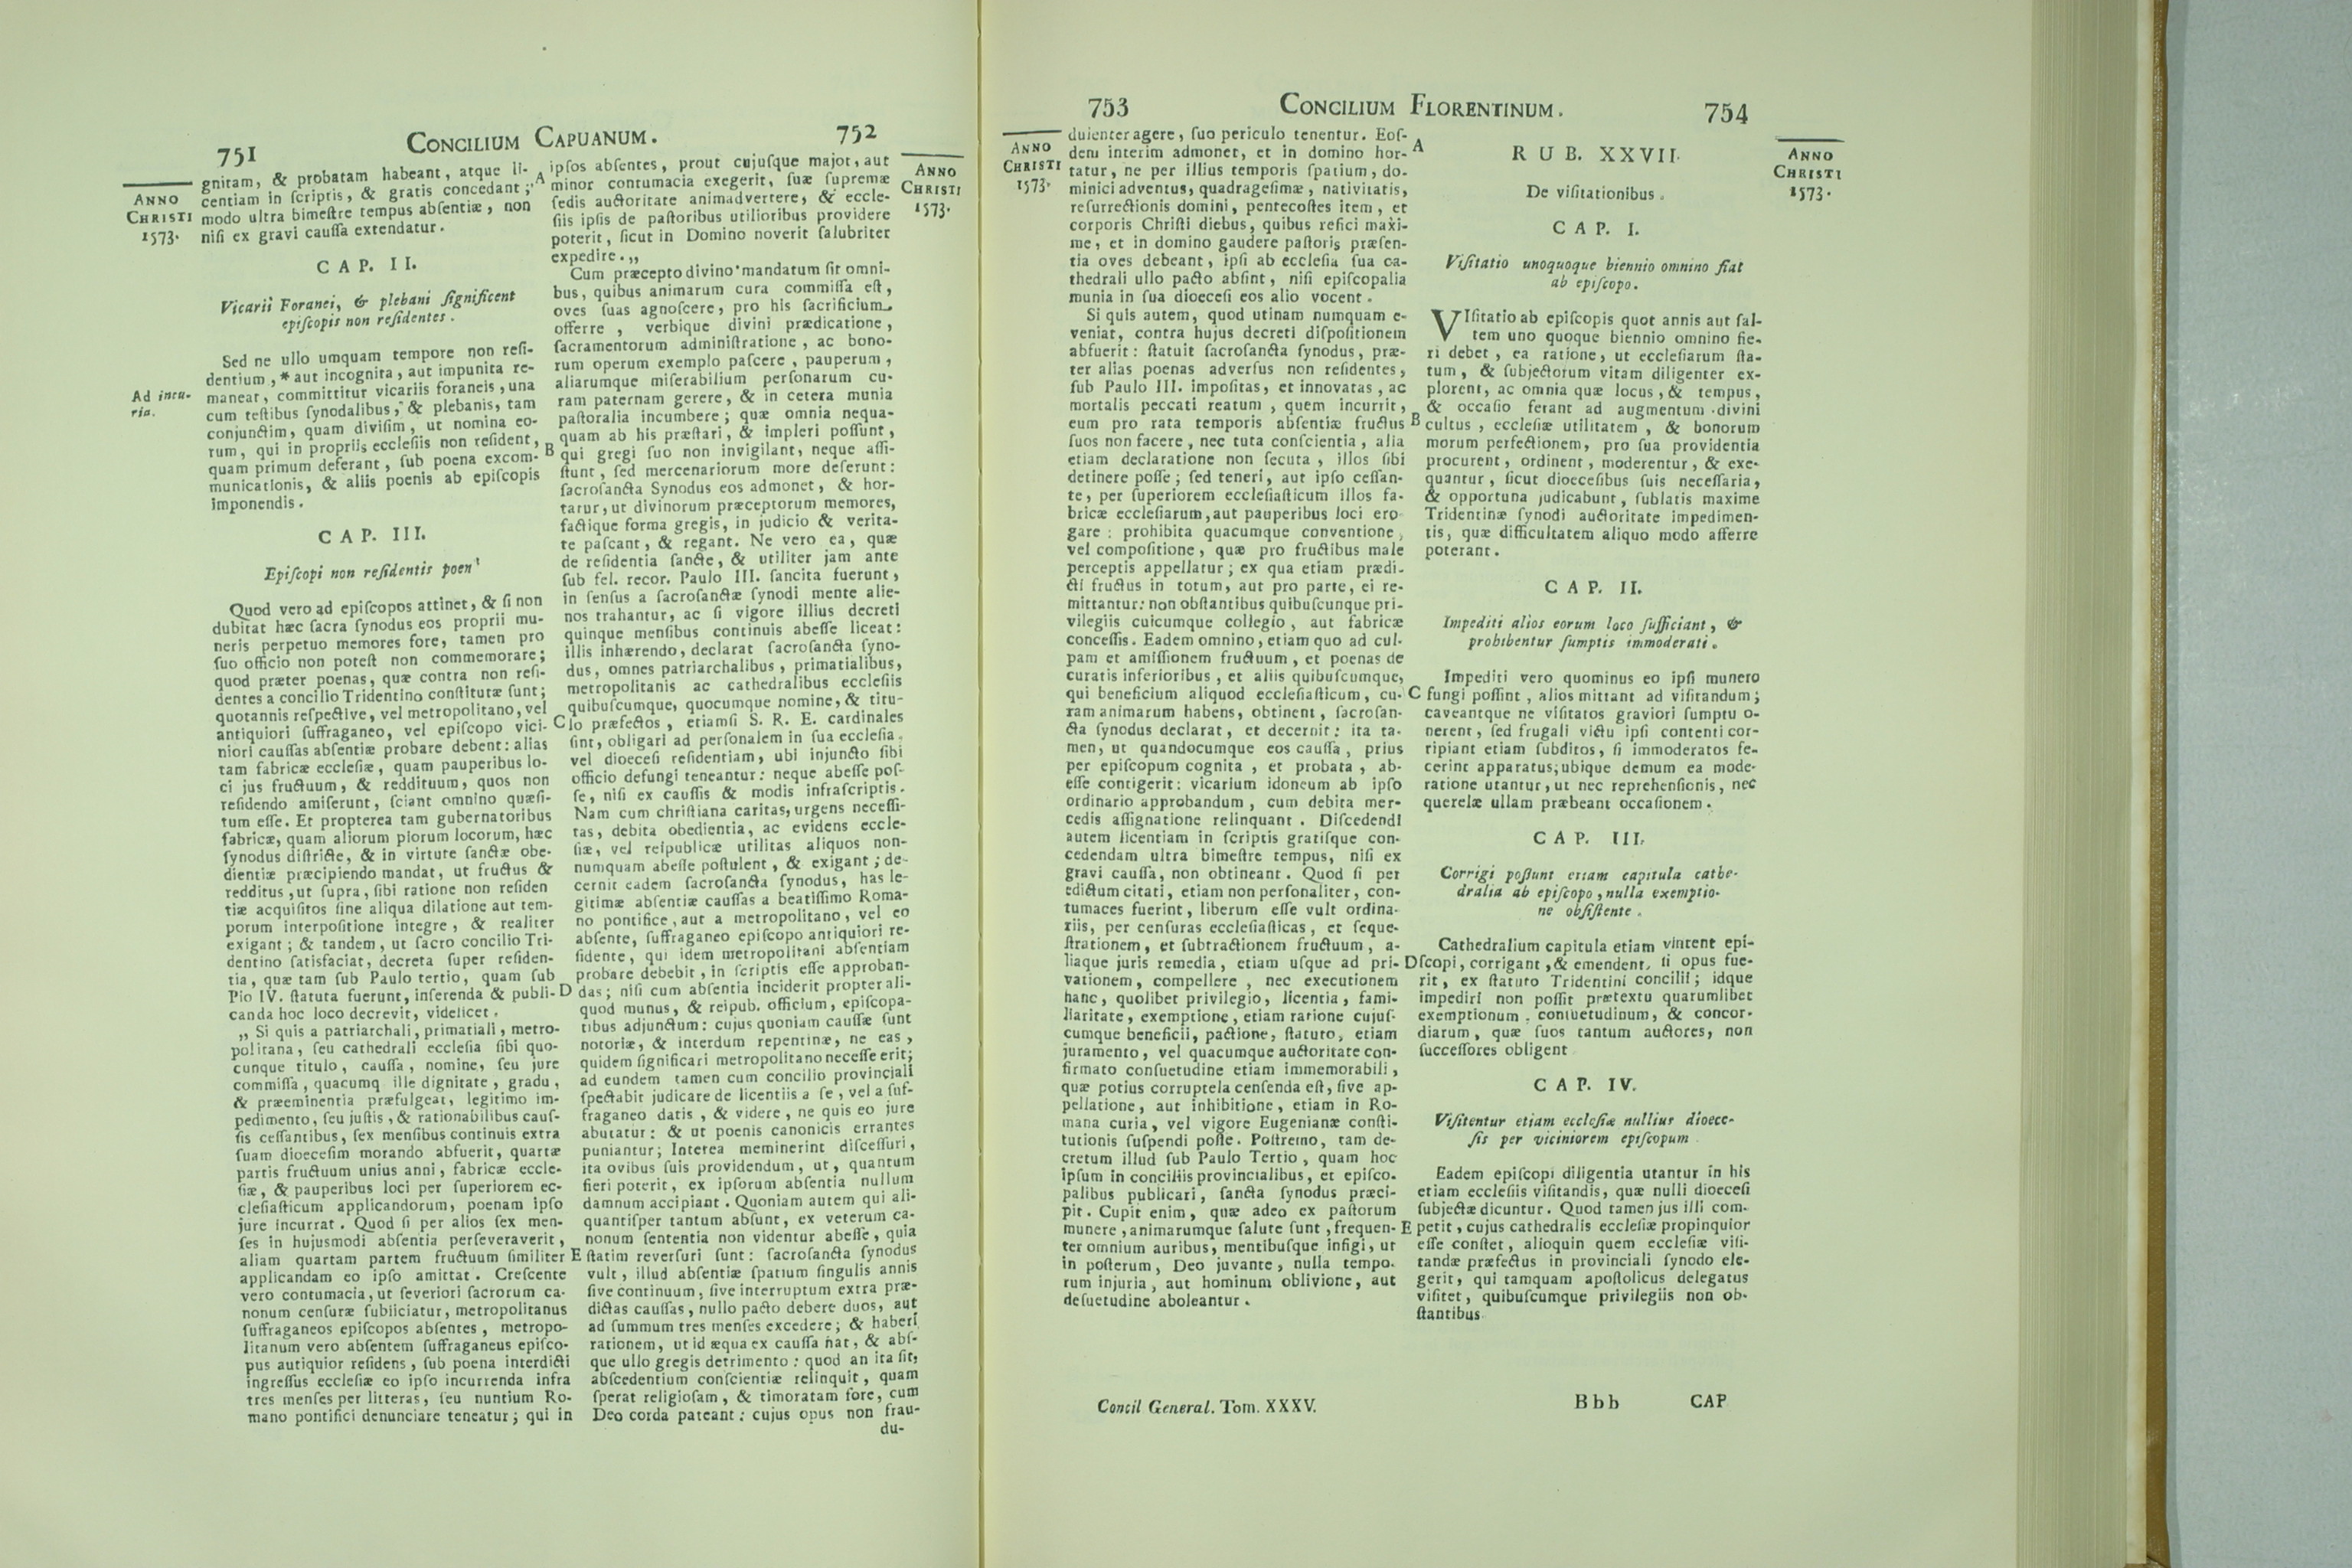 751
CONCILIUM CAPUANUM.
752
ANNO
CHRISTI
1573.
gnitam, & probatam habeant, atque li-
centiam in ſcriptis, & gratis concedant;
modo ultra bimeſtre tempus abſentiæ, non
niſi ex gravi cauſſa extendatur.
CAP. II.
Vicarii Foranei, & plebani ſignificent
epiſcopis non reſidentes.
Sed ne ullo umquam tempore non reſi-
dentium, * aut incognita, aut impunita re-
Ad incu-
ria.
manear, committitur vicariis foraneis, una
cum teſtibus ſynodalibus, & plebanis, tam
conjunctim, quam diviſim, ut nomina eo-
rum, qui in propriis eccleſiis non reſident,
quam primum deferant, ſub poena excom-
municationis, & aliis poenis ab epiſcopis
imponendis.
CAP. III.
Epiſcopi non reſidentis poen
Quod vero ad epiſcopos attinet, & ſi non
dubitat hæc ſacra ſynodus eos proprii mu-
neris perpetuo memores fore, tamen pro
ſuo officio non poteſt non commemorare;
quod præter poenas, quæ contra non reſi-
dentes a concilio Tridentino conſtitutæ ſunt;
quotannis reſpective, vel metropolitano, vel
antiquiori ſuffraganeo, vel epiſcopo vici-
niori cauſſas abſentiæ probare debent: alias
tam fabricæ eccleſiæ, quam pauperibus lo-
ci jus fructuum, & reddituum, quos non
reſidendo amiſerunt, ſciant omnino quæſi-
tum eſſe. Et propterea tam gubernatoribus
fabricæ, quam aliorum piorum locorum, hæc
ſynodus diſtricte, & in virtute ſanctæ obe-
dientiæ præcipiendo mandat, ut fructus &
redditus, ut ſupra, ſibi ratione non reſiden
tiæ acquiſitos ſine aliqua dilatione aut tem-
porum interpoſitione integre, & realiter
exigant; & tandem, ut ſacro concilio Tri-
dentino ſatisfaciat, decreta ſuper reſiden-
tia, quæ tam ſub Paulo tertio, quam ſub
Pio IV. ſtatuta fuerunt, inſerenda & publi-
canda hoc loco decrevit, videlicet.
„ Si quis a patriarchali, primatiali, metro-
politana, ſeu cathedrali eccleſia ſibi quo-
cunque titulo, cauſſa, nomine, ſeu jure
commiſſa, quacumq ille dignitate, gradu,
& præeminentia præfulgeat, legitimo im-
pedimento, ſeu juſtis, & rationabilibus cauſ-
ſis ceſſantibus, ſex menſibus continuis extra
ſuam dioeceſim morando abfuerit, quartæ
partis fructuum unius anni, fabricæ eccle-
ſiæ, & pauperibus loci per ſuperiorem ec-
cleſiaſticum applicandorum, poenam ipſo
jure incurrat. Quod ſi per alios ſex men-
ſes in hujusmodi abſentia perſeveraverit,
aliam quartam partem fructuum ſimiliter
applicandam eo ipſo amittat. Creſcente
vero contumacia, ut ſeveriori ſacrorum ca-
nonum cenſuræ ſubiiciatur, metropolitanus
ſuffraganeos epiſcopos abſentes, metropo-
litanum vero abſentem ſuffraganeus epiſco-
pus autiquior reſidens, ſub poena interdicti
ingreſſus eccleſiæ eo ipſo incurrenda infra
tres menſes per litteras, ſeu nuntium Ro-
mano pontifici denunciare teneatur; qui in
A
B
C
D
E
ipſos abſentes, prout cujuſque major, aut
minor contumacia exegerit, ſuæ ſupremæ
ſedis auctoritate animadvertere, & eccle-
ſiis ipſis de paſtoribus utilioribus providere
poterit, ſicut in Domino noverit ſalubriter
expedire.„
Cum præcepto divino mandatum ſit omni-
bus, quibus animarum cura commiſſa eſt,
oves ſuas agnoſcere, pro his ſacrificium
offerre, verbique divini prædicatione,
ſacramentorum adminiſtratione, ac bono-
rum operum exemplo paſcere, pauperum,
aliarumque miſerabilium perſonarum cu-
ram paternam gerere, & in cetera munia
paſtoralia incumbere; quæ omnia nequa-
quam ab his præſtari, & impleri poſſunt,
qui gregi ſuo non invigilant, neque aſſi-
ſtunt, ſed mercenariorum more deſerunt:
ſacroſancta Synodus eos admonet, & hor-
tatur, ut divinorum præceptorum memores,
factique forma gregis, in judicio & verita-
te paſcant, & regant. Ne vero ea, quæ
de reſidentia ſancte, & utiliter jam ante
ſub fel. recor. Paulo III. ſancita fuerunt,
in ſenſus a ſacroſanctæ ſynodi mente alie-
nos trahantur, ac ſi vigore illius decreti
quinque menſibus continuis abeſſe liceat:
illis inhærendo, declarat ſacroſancta ſyno-
dus, omnes patriarchalibus, primatialibus,
metropolitanis ac cathedralibus eccleſiis
quibuſcumque, quocumque nomine, & titu-
lo præfectos, etiamſi S. R. E. cardinales
ſint, obligari ad perſonalem in ſua eccleſia,
vel dioeceſi reſidentiam, ubi injuncto ſibi
officio defungi teneantur: neque abeſſe poſ-
ſe, niſi ex cauſſis & modis infraſcriptis.
Nam cum chriſtiana caritas, urgens neceſſi-
tas, debita obedientia, ac evidens eccle-
ſiæ, vel reipublicæ utilitas aliquos non-
numquam abeſſe poſtulent, & exigant; de-
cernit eadem ſacroſancta ſynodus, has le-
gitimæ abſentiæ cauſſas a beatiſſimo Roma-
no pontifice, aut a metropolitano, vel eo
abſente, ſuffraganeo epiſcopo antiquiori re-
ſidente, qui idem metropolitani abſentiam
probare debebit, in ſcriptis eſſe approban-
das; niſi cum abſentia inciderit propter ali-
quod munus, & reipub. officium, epiſcopa-
tibus adjunctum: cujus quoniam cauſſæ ſunt
notoriæ, & interdum repentinæ, ne eas,
quidem ſignificari metropolitano neceſſe erit;
ad eundem tamen cum concilio provinciali
ſpectabit judicare de licentiis a ſe, vel a ſuf-
fraganeo datis, & videre, ne quis eo jure
abutatur: & ut poenis canonicis errantes
puniantur; Interea meminerint diſceſſuri,
ita ovibus ſuis providendum, ut, quantum
fieri poterit, ex ipſorum abſentia nullum
damnum accipiant. Quoniam autem qui ali-
quantiſper tantum abſunt, ex veterum ca-
nonum ſententia non videntur abeſſe, quia
ſtatim reverſuri ſunt: ſacroſancta ſynodus
vult, illud abſentiæ ſpatium ſingulis annis
ſive continuum, ſive interruptum extra præ-
dictas cauſſas, nullo pacto debere duos, aut
ad ſummum tres menſes excedere; & haberi
rationem, ut id æqua ex cauſſa fiat, & abſ-
que ullo gregis detrimento: quod an ita ſit,
abſcedentium conſcientiæ relinquit, quam
ſperat religioſam, & timoratam fore, cum
Deo corda pateant: cujus opus non frau-
du-
ANNO
CHRISTI
1573.
753
CONCILIUM FLORENTINUM.
754
ANNO
CHRISTI
1573.
duienter agere, ſuo periculo tenentur. Eoſ-
dem interim admonet, et in domino hor-
tatur, ne per illius temporis ſpatium, do-
minici adventus, quadrageſimæ, nativitatis,
reſurrectionis domini, pentecoſtes item, et
corporis Chriſti diebus, quibus refici maxi-
me, et in domino gaudere paſtoris præſen-
tia oves debeant, ipſi ab eccleſia ſua ca-
thedrali ullo pacto abſint, niſi epiſcopalia
munia in ſua dioeceſi eos alio vocent.
Si quis autem, quod utinam numquam e-
veniat, contra hujus decreti diſpoſitionem
abfuerit: ſtatuit ſacroſancta ſynodus, præ-
ter alias poenas adverſus non reſidentes,
ſub Paulo III. impoſitas, et innovatas, ac
mortalis peccati reatum, quem incurrit,
eum pro rata temporis abſentiæ fructus
ſuos non facere, nec tuta conſcientia, alia
etiam declaratione non ſecuta, illos ſibi
detinere poſſe; ſed teneri, aut ipſo ceſſan-
te, per ſuperiorem eccleſiaſticum illos fa-
bricæ eccleſiarum, aut pauperibus loci ero
gare: prohibita quacumque conventione,
vel compoſitione, quæ pro fructibus male
perceptis appellatur; ex qua etiam prædi-
cti fructus in totum, aut pro parte, ei re-
mittantur: non obſtantibus quibuſcunque pri-
vilegiis cuicumque collegio, aut fabricæ
conceſſis. Eadem omnino, etiam quo ad cul-
pam et amiſſionem fructuum, et poenas de
curatis inferioribus, et aliis quibuſcumque,
qui beneficium aliquod eccleſiaſticum, cu-
ram animarum habens, obtinent, ſacroſan-
cta ſynodus declarat, et decernit: ita ta-
men, ut quandocumque eos cauſſa, prius
per epiſcopum cognita, et probata, ab-
eſſe contigerit: vicarium idoneum ab ipſo
ordinario approbandum, cum debita mer-
cedis aſſignatione relinquant. Diſcedendi
autem licentiam in ſcriptis gratiſque con-
cedendam ultra bimeſtre tempus, niſi ex
gravi cauſſa, non obtineant. Quod ſi per
edictum citati, etiam non perſonaliter, con-
tumaces fuerint, liberum eſſe vult ordina-
riis, per cenſuras eccleſiaſticas, et ſeque-
ſtrationem, et ſubtractionem fructuum, a-
liaque juris remedia, etiam uſque ad pri-
vationem, compellere, nec executionem
hanc, quolibet privilegio, licentia, fami-
liaritate, exemptione, etiam ratione cujuſ-
cumque beneficii, pactione, ſtatuto, etiam
juramento, vel quacumque auctoritate con-
firmato conſuetudine etiam immemorabili,
quæ potius corruptela cenſenda eſt, ſive ap-
pellatione, aut inhibitione, etiam in Ro-
mana curia, vel vigore Eugenianæ conſti-
tutionis ſuſpendi poſſe. Poſtremo, tam de-
cretum illud ſub Paulo Tertio, quam hoc
ipſum in conciliis provincialibus, et epiſco.
palibus publicari, ſancta ſynodus præci-
pit. Cupit enim, quæ adeo ex paſtorum
munere, animarumque ſalute ſunt, frequen-
ter omnium auribus, mentibuſque infigi, ut
in poſterum, Deo juvante, nulla tempo-
rum injuria, aut hominum oblivione, aut
deſuetudine aboleantur.
A
B
C
D
E
RUB. XXVII.
De viſitationibus.
CAP. I.
Viſitatio unoquoque biennio omnino fiat
ab epiſcopo.
VIſitatio ab epiſcopis quot annis aut ſal-
tem uno quoque biennio omnino fie-
ri debet, ea ratione, ut eccleſiarum ſta-
tum, & ſubjectorum vitam diligenter ex-
plorent, ac omnia quæ locus, & tempus,
& occaſio ferant ad augmentum divini
cultus, eccleſiæ utilitatem, & bonorum
morum perfectionem, pro ſua providentia
procurent, ordinent, moderentur, & exe-
quantur, ſicut dioeceſibus ſuis neceſſaria,
& opportuna judicabunt, ſublatis maxime
Tridentinæ ſynodi auctoritate impedimen-
tis, quæ difficultatem aliquo modo afferre
poterant.
CAP. II.
Impediti alios eorum loco ſufficiant, &
prohibentur ſumptis immoderati.
Impediti vero quominus eo ipſi munero
fungi poſſint, alios mittant ad viſitandum;
caveantque ne viſitatos graviori ſumptu o-
nerent, ſed frugali victu ipſi contenti cor-
ripiant etiam ſubditos, ſi immoderatos fe-
cerint apparatus; ubique demum ea mode-
ratione utantur, ut nec reprehenſionis, nec
querelæ ullam præbeant occaſionem.
CAP. III.
Corrigi poſſunt etiam capitula cathe-
dralia ab epiſcopo, nulla exemptio-
ne obſiſtente.
Cathedralium capitula etiam viſitent epi-
ſcopi, corrigant, & emendent, ſi opus fue-
rit, ex ſtatuto Tridentini concilii; idque
impediri non poſſit prætextu quarumlibet
exemptionum, conſuetudinum, & concor-
diarum, quæ ſuos tantum auctores, non
ſucceſſores obligent
CAP. IV.
Viſitentur etiam eccleſiæ nullius dioece-
ſis per viciniorem epiſcopum
Eadem epiſcopi diligentia utantur in his
etiam eccleſiis viſitandis, quæ nulli dioeceſi
ſubjectæ dicuntur. Quod tamen jus illi com-
petit, cujus cathedralis eccleſiæ propinquior
eſſe conſtet, alioquin quem eccleſiæ viſi-
tandæ præfectus in provinciali ſynodo ele-
gerit, qui tamquam apoſtolicus delegatus
viſitet, quibuſcumque privilegiis non ob-
ſtantibus
ANNO
CHRISTI
1573.
Concil General. Tom. XXXV.
Bbb
CAP